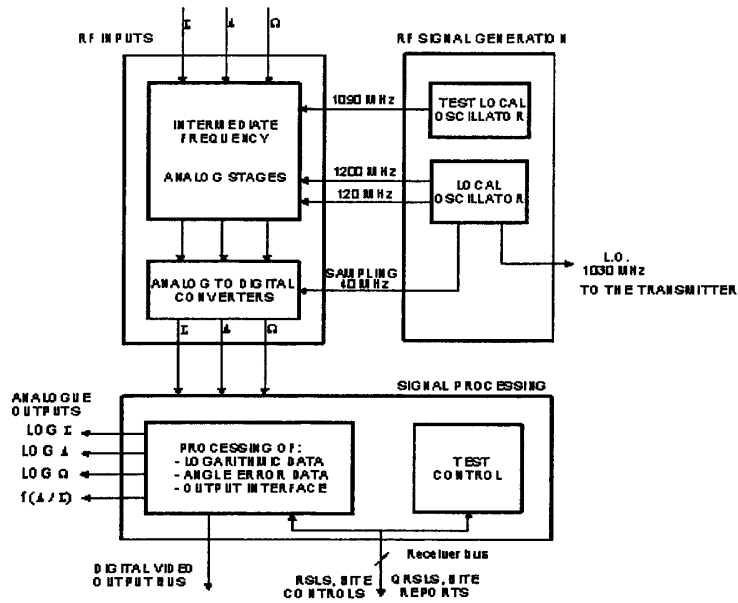 Σ Δ Ω
RF INPUTS
RF SIGNAL GENERATION
INTERMEDIATE
FREQUENCY
ANALOG STAGES
1090 MHz
TEST LOCAL
OSCILLATOR
1200 MHz
120 MHz
LOCAL
OSCILLATOR
ANALOG TO DIGITAL
CONVERTERS
SAMPLING
40 MHz
L.O.
1030 MHz
TO THE TRANSMITTER
Σ Δ Ω
ANALOGUE
OUTPUTS
LOG Σ
LOG Δ
LOG Ω
f(Δ/Σ)
SIGNAL PROCESSING
PROCESSING OF:
- LOGARITHMIC DATA
- ANGLE ERROR DATA
- OUTPUT INTERFACE
TEST
CONTROL
DIGITAL VIDEO
OUTPUT BUS
Receiver bus
RSLS, BITE
CONTROLS
QRSLS, BITE
REPORTS